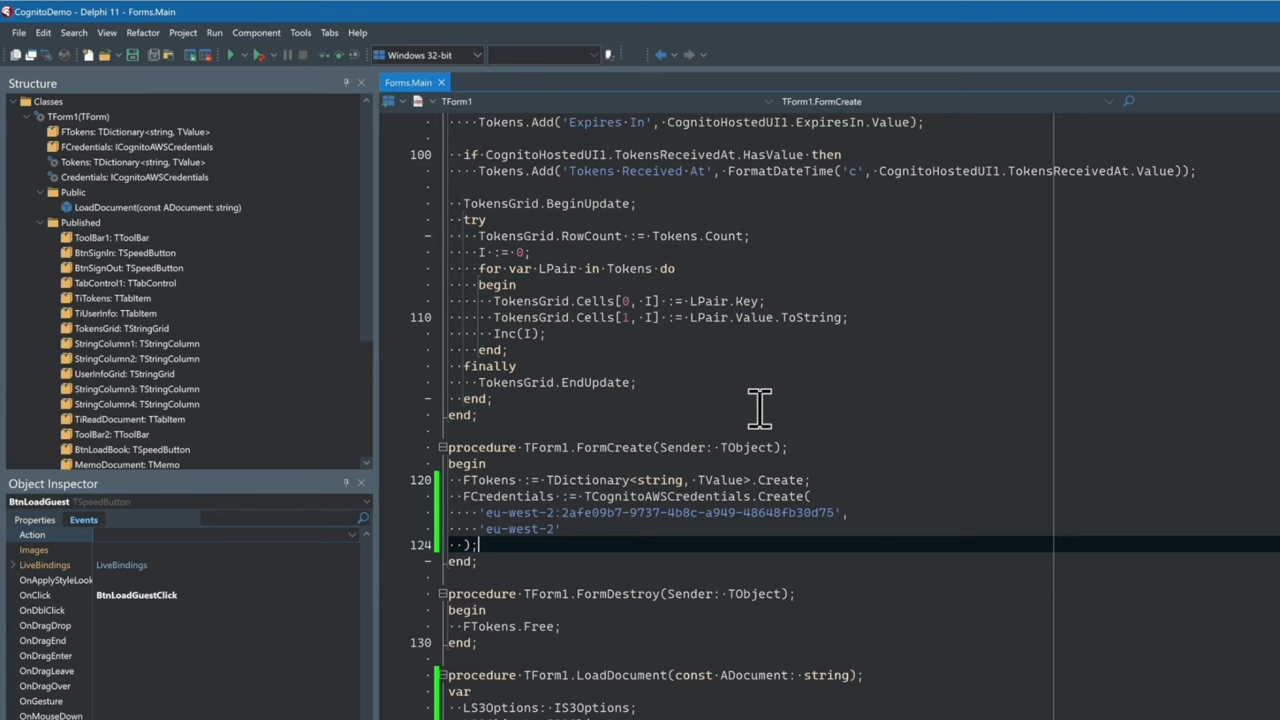 CognitoDemo - Delphi 11 - Forms.Main
File Edit Search View Refactor Project Run Component Tools Tabs Help
Windows 32-bit
Structure
Classes
TForm1(TForm)
FTokens: TDictionary<string, TValue>
FCredentials: ICognitoAWSCredentials
Tokens: TDictionary<string, TValue>
Credentials: ICognitoAWSCredentials
Public
LoadDocument(const ADocument: string)
Published
ToolBar1: TToolBar
BtnSignIn: TSpeedButton
BtnSignOut: TSpeedButton
TabControl1: TTabControl
TiTokens: TTabItem
TiUserInfo: TTabItem
TokensGrid: TStringGrid
StringColumn1: TStringColumn
StringColumn2: TStringColumn
UserInfoGrid: TStringGrid
StringColumn3: TStringColumn
StringColumn4: TStringColumn
TiReadDocument: TTabItem
ToolBar2: TToolBar
BtnLoadBook: TSpeedButton
MemoDocument: TMemo
Object Inspector
BtnLoadGuest TSpeedButton
Properties Events
Action
Images
LiveBindings LiveBindings
OnApplyStyleLook
OnClick BtnLoadGuestClick
OnDblClick
OnDragDrop
OnDragEnd
OnDragEnter
OnDragLeave
OnDragOver
OnGesture
OnMouseDown
Forms.Main
TForm1 TForm1.FormCreate
Tokens.Add('Expires In', CognitoHostedUI1.ExpiresIn.Value);
100 if CognitoHostedUI1.TokensReceivedAt.HasValue then
Tokens.Add('Tokens Received At', FormatDateTime('c', CognitoHostedUI1.TokensReceivedAt.Value));
TokensGrid.BeginUpdate;
try
TokensGrid.RowCount := Tokens.Count;
I := 0;
for var LPair in Tokens do
begin
TokensGrid.Cells[0, I] := LPair.Key;
110 TokensGrid.Cells[1, I] := LPair.Value.ToString;
Inc(I);
end;
finally
TokensGrid.EndUpdate;
end;
end;
procedure TForm1.FormCreate(Sender: TObject);
begin
120 FTokens := TDictionary<string, TValue>.Create;
FCredentials := TCognitoAWSCredentials.Create(
'eu-west-2:2afe09b7-9737-4b8c-a949-48648fb30d75',
'eu-west-2'
124 );
end;
procedure TForm1.FormDestroy(Sender: TObject);
begin
FTokens.Free;
130 end;
procedure TForm1.LoadDocument(const ADocument: string);
var
LS3Options: IS3Options;